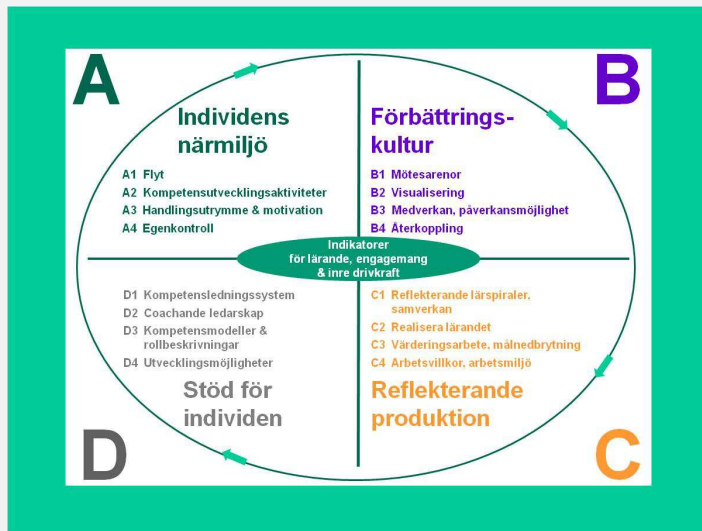 A
Individens
närmiljö
A1 Flyt
A2 Kompetensutvecklingsaktiviteter
A3 Handlingsutrymme & motivation
A4 Egenkontroll
B
Förbättrings-
kultur
B1 Mötesarenor
B2 Visualisering
B3 Medverkan, påverkansmöjlighet
B4 Återkoppling
Indikatorer
för lärande, engagemang
& inre drivkraft
D1 Kompetensledningssystem
D2 Coachande ledarskap
D3 Kompetensmodeller &
rollbeskrivningar
D4 Utvecklingsmöjligheter
Stöd för
individen
D
C1 Reflekterande lärspiraler,
samverkan
C2 Realisera lärandet
C3 Värderingsarbete, målnedbrytning
C4 Arbetsvillkor, arbetsmiljö
Reflekterande
produktion
C